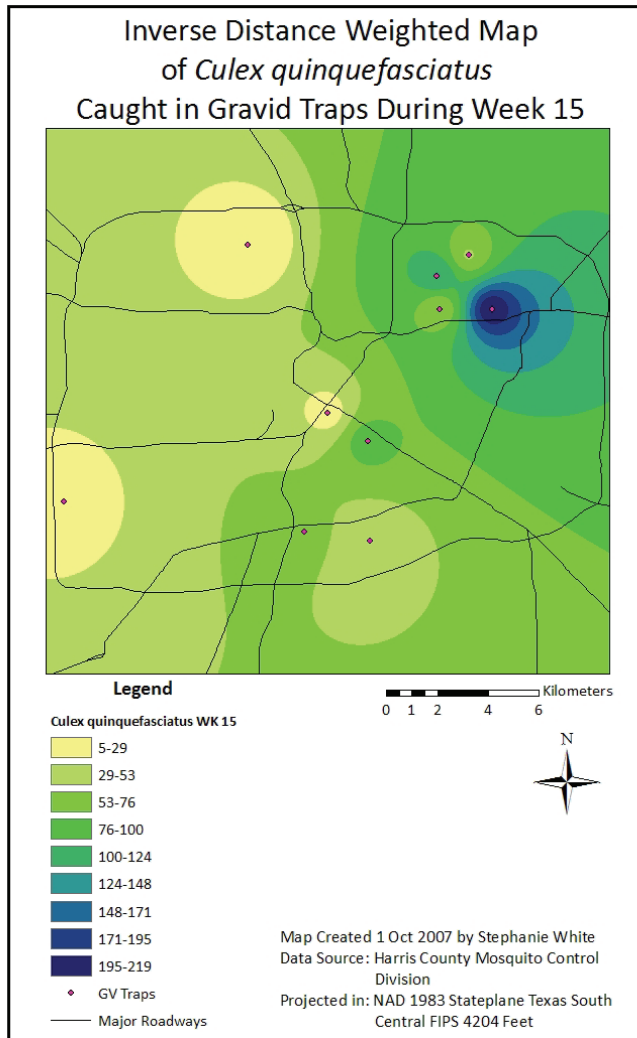 Inverse Distance Weighted Map
of Culex quinquefasciatus
Caught in Gravid Traps During Week 15
Legend
Culex quinquefasciatus WK 15
5-29
29-53
53-76
76-100
100-124
124-148
148-171
171-195
195-219
GV Traps
Major Roadways
Kilometers
0 1 2 4 6
N
Map Created 1 Oct 2007 by Stephanie White
Data Source: Harris County Mosquito Control
Division
Projected in: NAD 1983 Stateplane Texas South
Central FIPS 4204 Feet